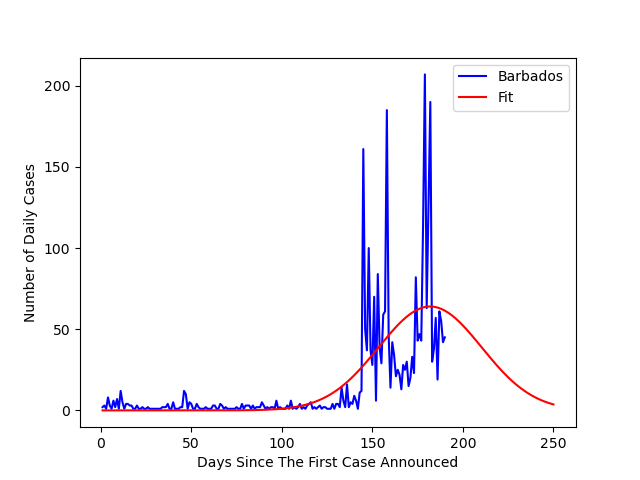 Barbados
Fit
200
150
100
50
0
Number of Daily Cases
0 50 100 150 200 250
Days Since The First Case Announced